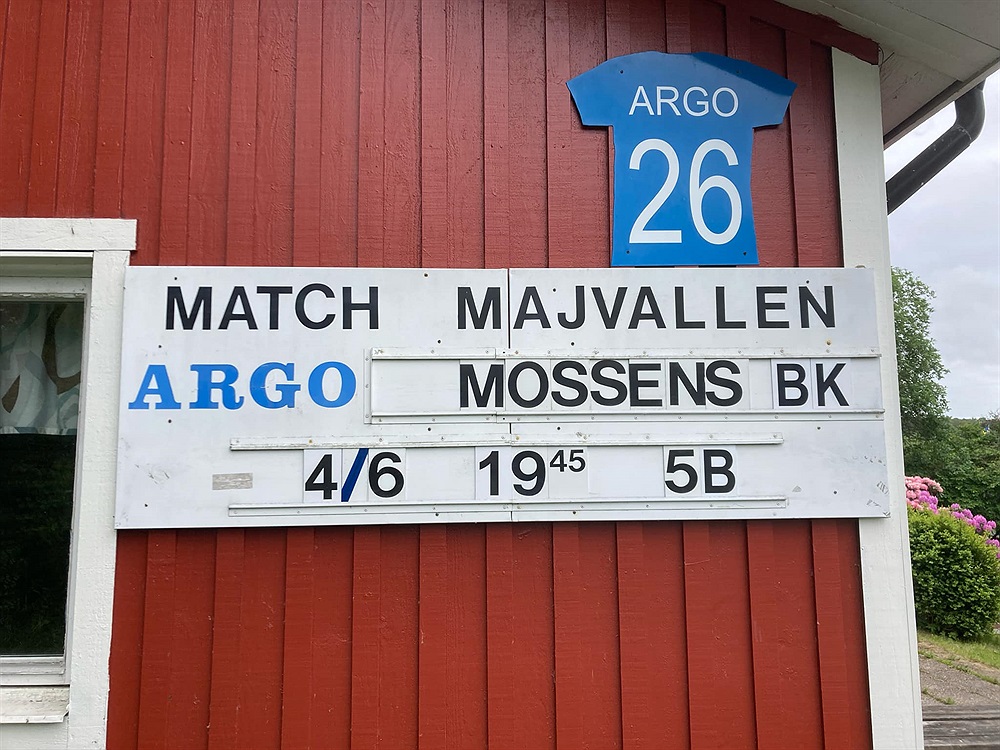 ARGO
26
MATCH MAJVALLEN
ARGO MOSSENS BK
4/6 19⁴⁵ 5B